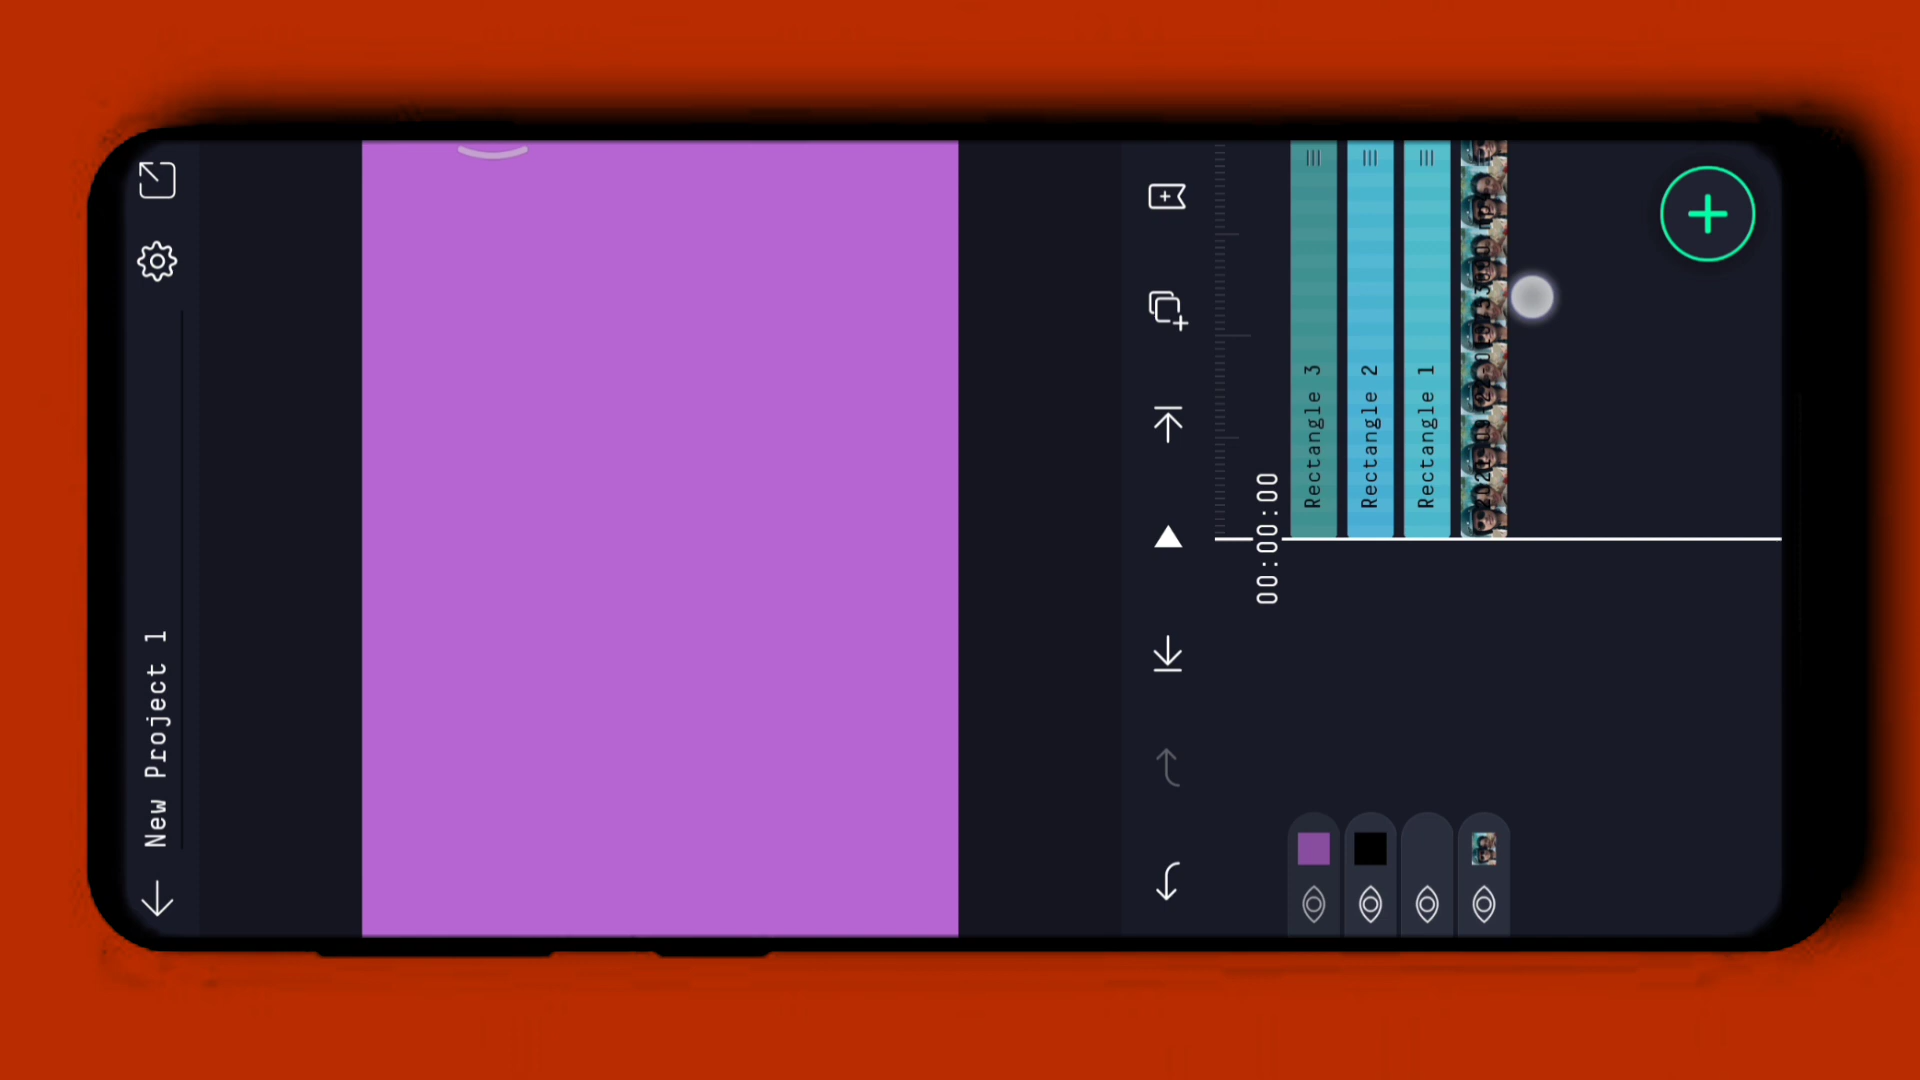 New Project 1
00:00:00
Rectangle 3
Rectangle 2
Rectangle 1